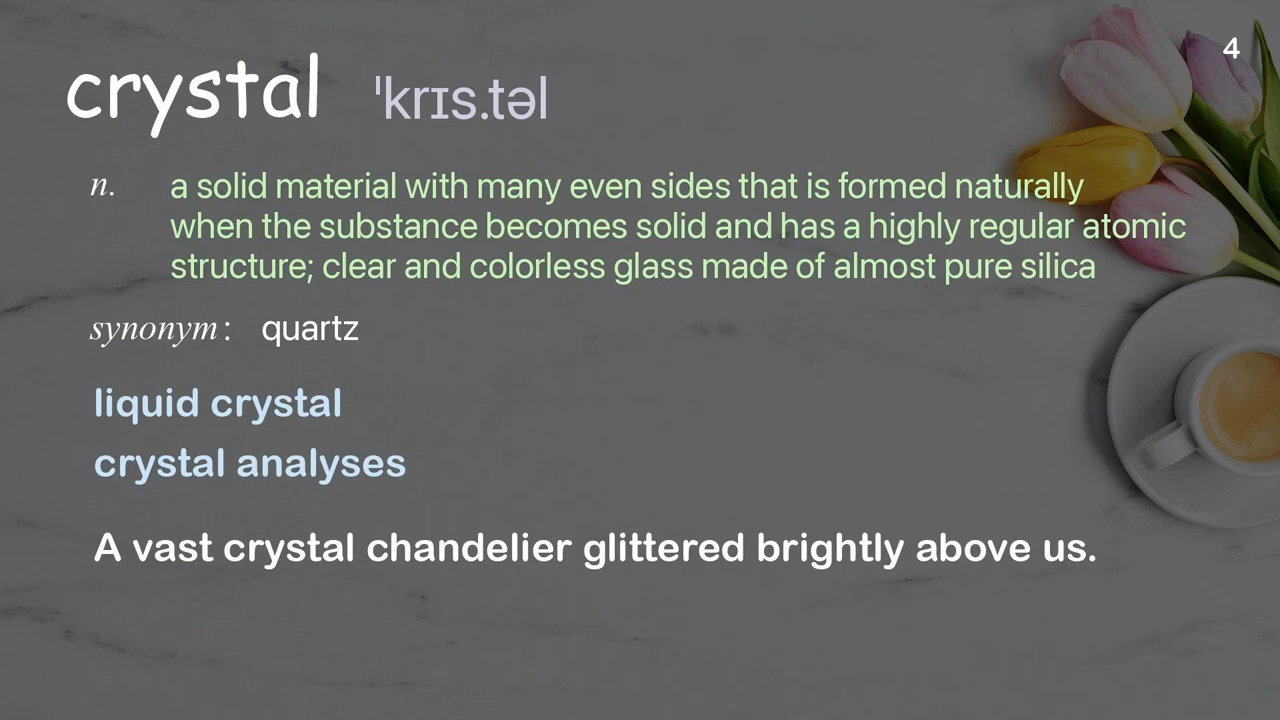 4
crystal ˈkrɪs.təl
n. a solid material with many even sides that is formed naturally
when the substance becomes solid and has a highly regular atomic
structure; clear and colorless glass made of almost pure silica
synonym: quartz
liquid crystal
crystal analyses
A vast crystal chandelier glittered brightly above us.